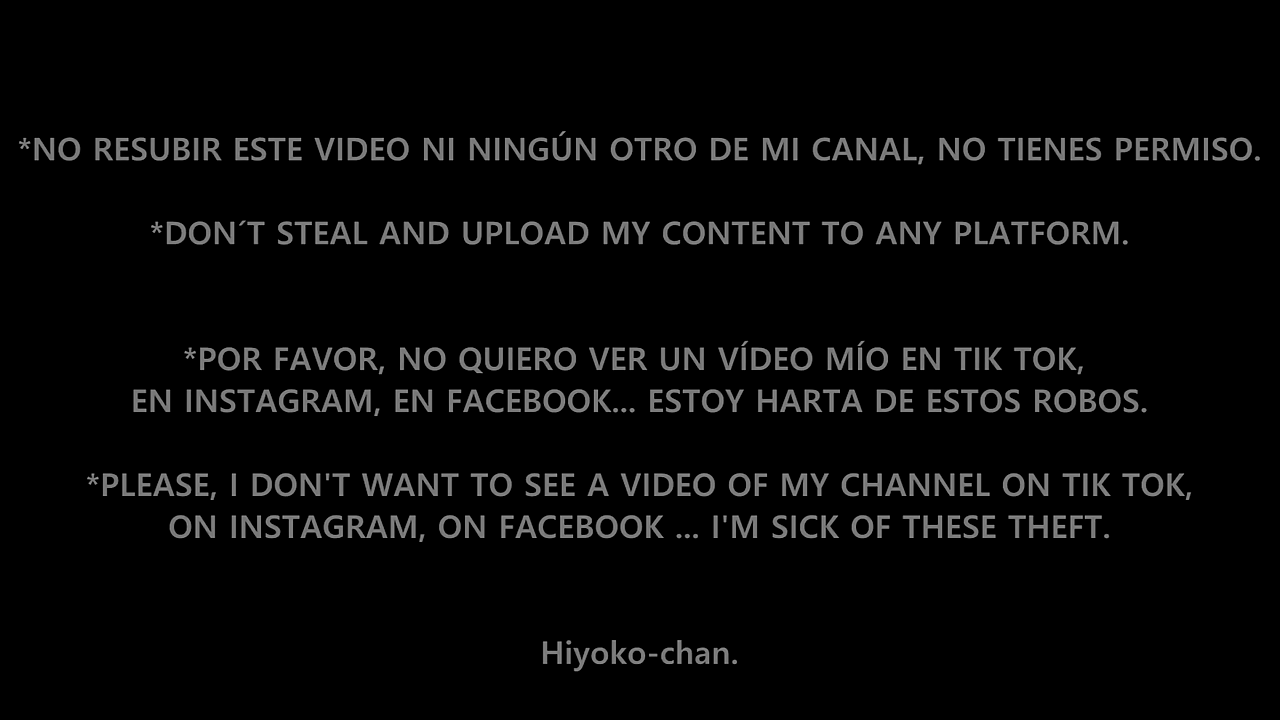 *NO RESUBIR ESTE VIDEO NI NINGÚN OTRO DE MI CANAL, NO TIENES PERMISO.
*DON´T STEAL AND UPLOAD MY CONTENT TO ANY PLATFORM.
*POR FAVOR, NO QUIERO VER UN VÍDEO MÍO EN TIK TOK,
EN INSTAGRAM, EN FACEBOOK... ESTOY HARTA DE ESTOS ROBOS.
*PLEASE, I DON'T WANT TO SEE A VIDEO OF MY CHANNEL ON TIK TOK,
ON INSTAGRAM, ON FACEBOOK ... I'M SICK OF THESE THEFT.
Hiyoko-chan.